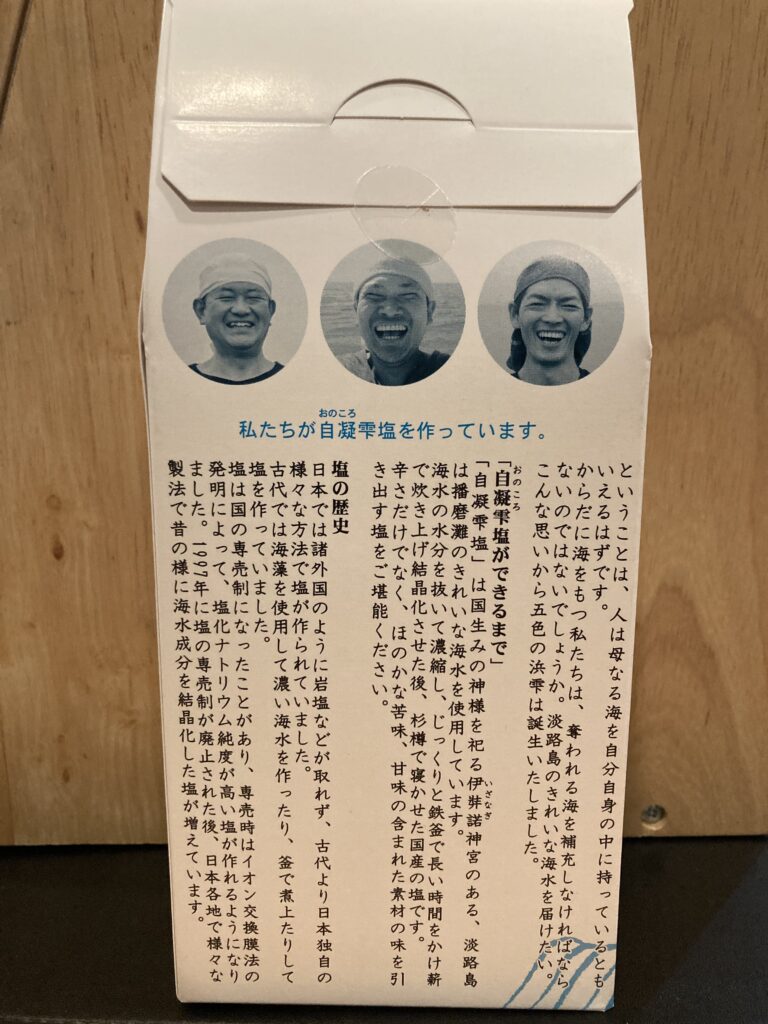 おのころ
私たちが自凝雫塩を作っています。
ということは、人は母なる海を自分自身の中に持っているとも
いえるはずです。
からだに海をもつ私たちは、奪われる海を補充しなければなら
ないのではないでしょうか。淡路島のきれいな海水を届けたい。
こんな思いから五色の浜雫は誕生いたしました。
おのころ
「自凝雫塩ができるまで」
「自凝雫塩」は国生みの神様を祀る伊弉諾神宮のある、淡路島
いざなぎ
は播磨灘のきれいな海水を使用しています。
海水の水分を抜いて濃縮し、じっくりと鉄釜で長い時間をかけ薪
で炊き上げ結晶化させた後、杉樽で寝かせた国産の塩です。
辛さだけでなく、ほのかな苦味、甘味の含まれた素材の味を引
き出す塩をご堪能ください。
塩の歴史
日本では諸外国のように岩塩などが取れず、古代より日本独自の
様々な方法で塩が作られていました。
古代では海藻を使用して濃い海水を作ったり、釜で煮上たりして
塩を作っていました。
塩は国の専売制になったことがあり、専売時はイオン交換膜法の
発明によって、塩化ナトリウム純度が高い塩が作れるようになり
ました。1997年に塩の専売制が廃止された後、日本各地で様々な
製法で昔の様に海水成分を結晶化した塩が増えています。